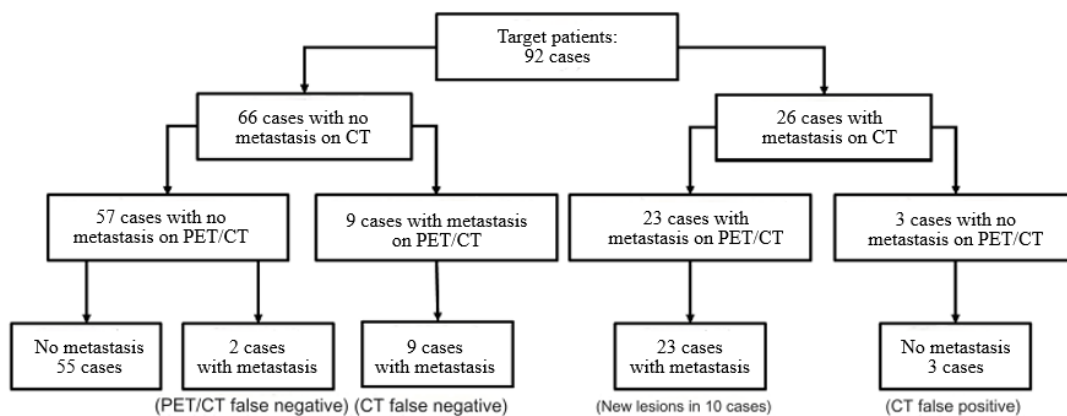 Target patients:
92 cases
66 cases with no
metastasis on CT
26 cases with
metastasis on CT
57 cases with no
metastasis on PET/CT
9 cases with metastasis
on PET/CT
23 cases with
metastasis on PET/CT
3 cases with no
metastasis on PET/CT
No metastasis
55 cases
2 cases
with metastasis
9 cases
with metastasis
23 cases
with metastasis
No metastasis
3 cases
(PET/CT false negative)
(CT false negative)
(New lesions in 10 cases)
(CT false positive)